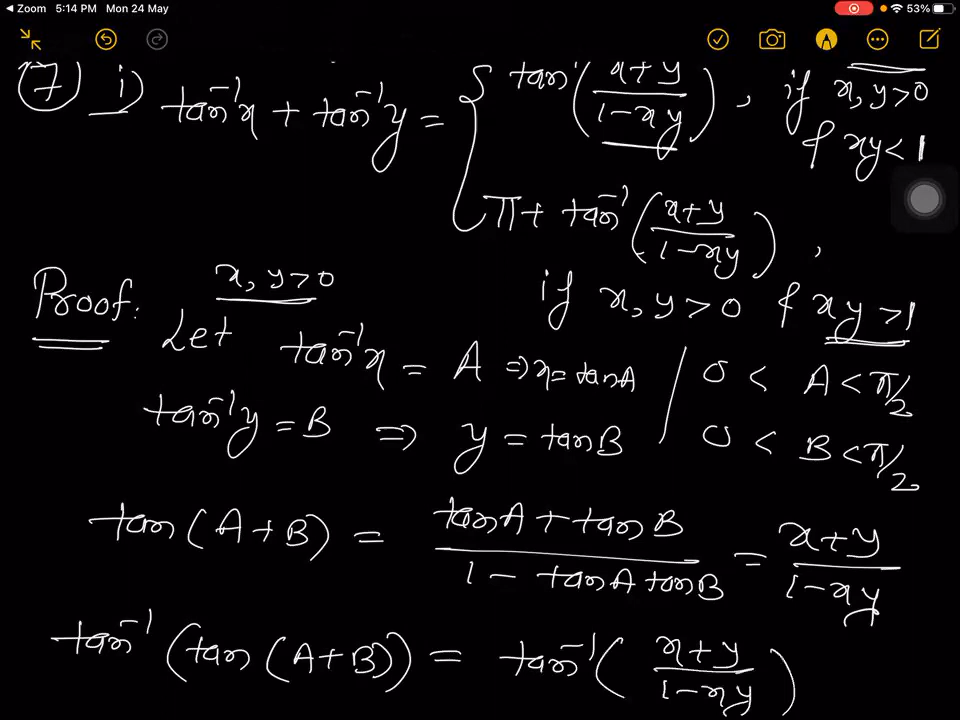 Zoom 5:14 PM Mon 24 May 53%
(7) i) tan⁻¹x + tan⁻¹y = { tan⁻¹((x+y)/(1-xy)), if x, y>0
& xy<1
π + tan⁻¹((x+y)/(1-xy)),
if x, y>0 & xy>1
Proof: x, y>0
Let tan⁻¹x = A ⇒ x = tanA / 0 < A < π/2
tan⁻¹y = B ⇒ y = tanB / 0 < B < π/2
tan(A+B) = (tanA + tanB)/(1 - tanA tanB) = (x+y)/(1-xy)
tan⁻¹(tan(A+B)) = tan⁻¹((x+y)/(1-xy))